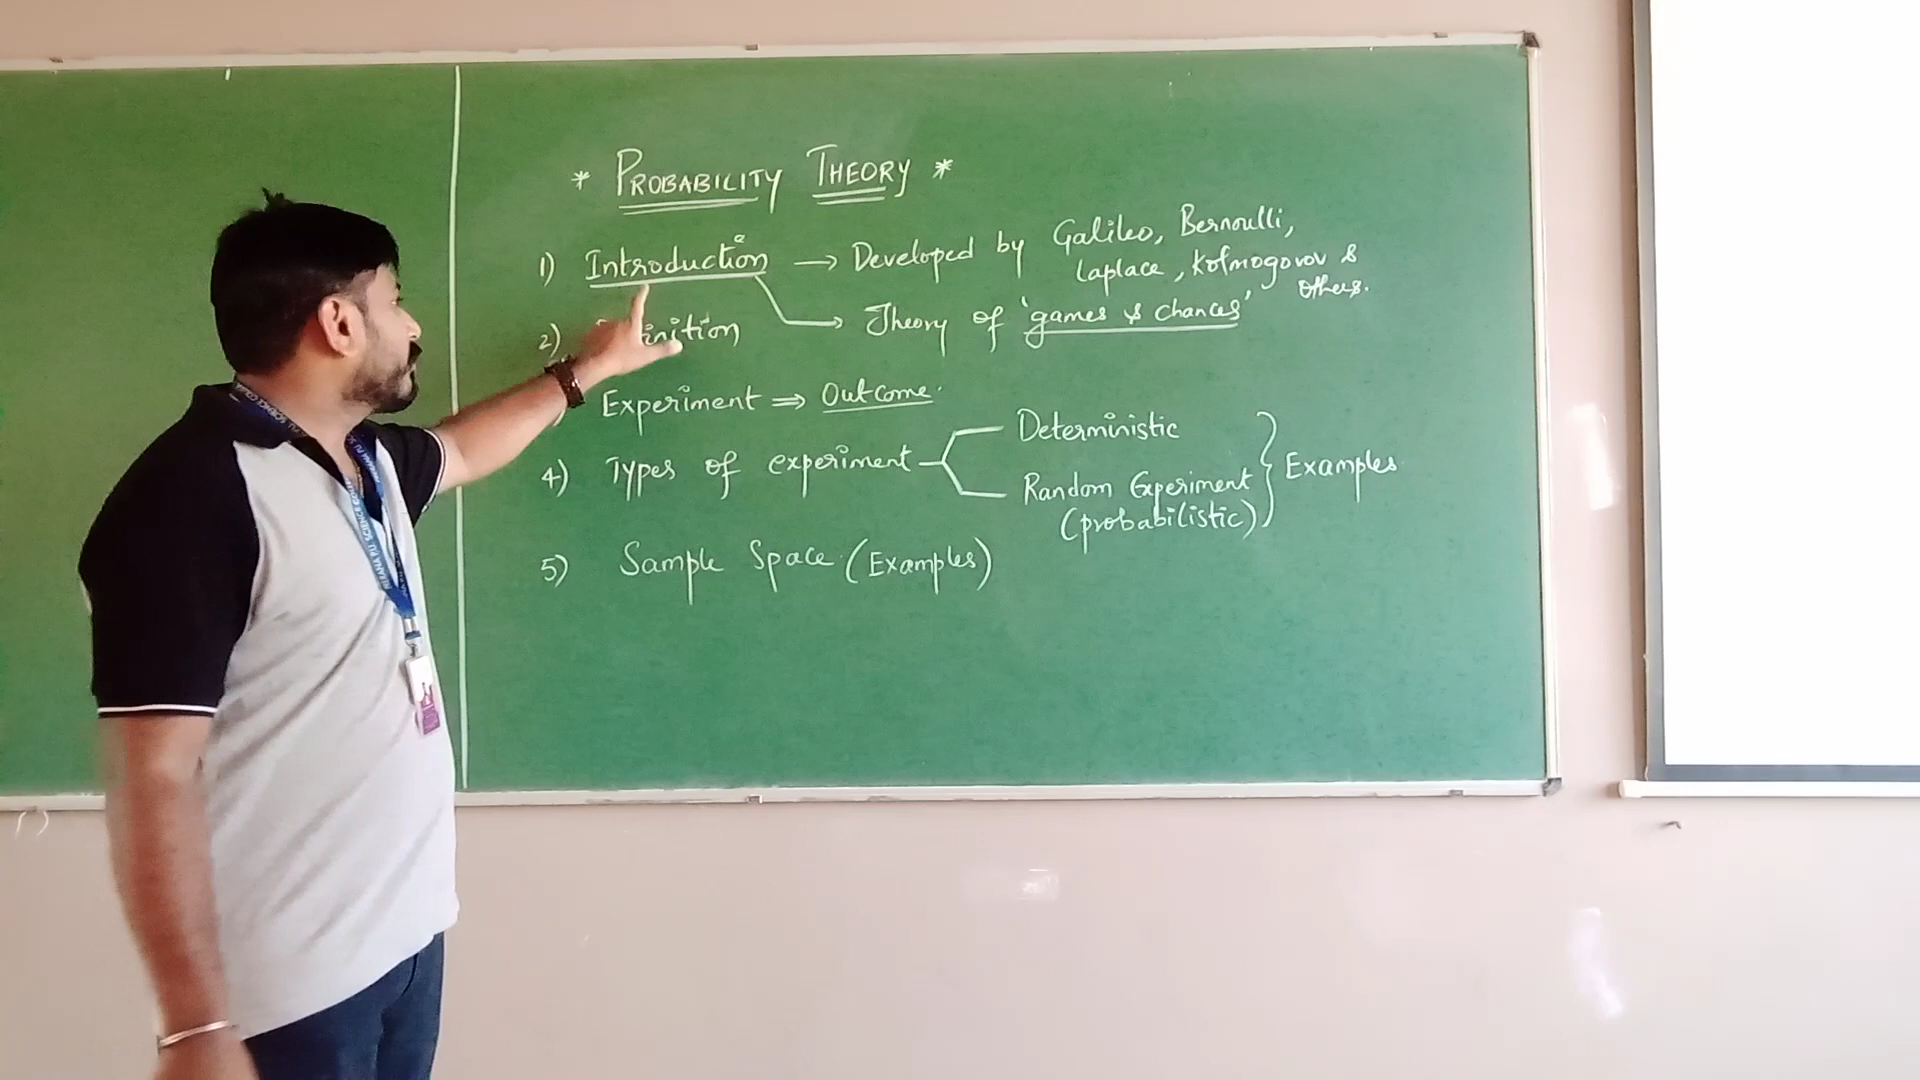 * PROBABILITY THEORY *
1) Introduction → Developed by Galileo, Bernoulli,
Laplace, Kolmogorov & others.
→ Theory of 'games & chances'
2) inition
Experiment ⇒ Outcome.
4) Types of experiment
Deterministic
Random Experiment
(probabilistic)
} Examples
5) Sample Space (Examples)